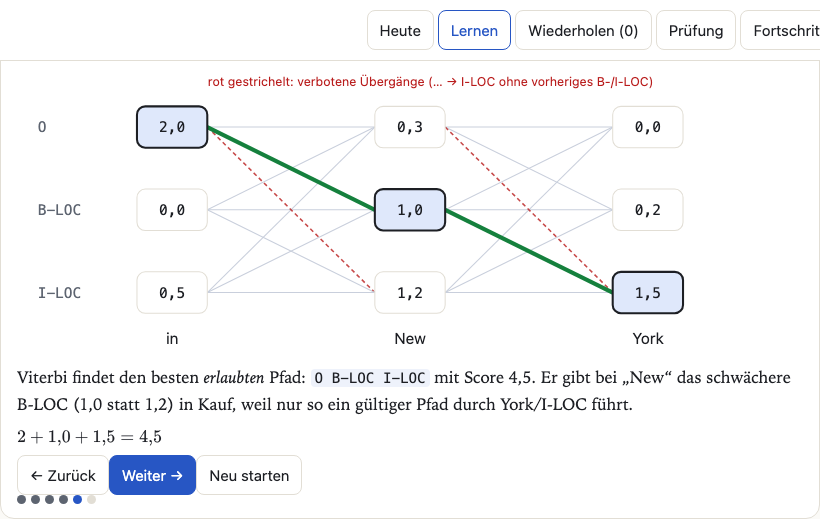 Heute Lernen Wiederholen (0) Prüfung Fortschrit
rot gestrichelt: verbotene Übergänge (... → I-LOC ohne vorheriges B-/I-LOC)
O 2,0 0,3 0,0
B-LOC 0,0 1,0 0,2
I-LOC 0,5 1,2 1,5
in New York
Viterbi findet den besten erlaubten Pfad: O B-LOC I-LOC mit Score 4,5. Er gibt bei „New“ das schwächere
B-LOC (1,0 statt 1,2) in Kauf, weil nur so ein gültiger Pfad durch York/I-LOC führt.
2 + 1,0 + 1,5 = 4,5
← Zurück Weiter → Neu starten